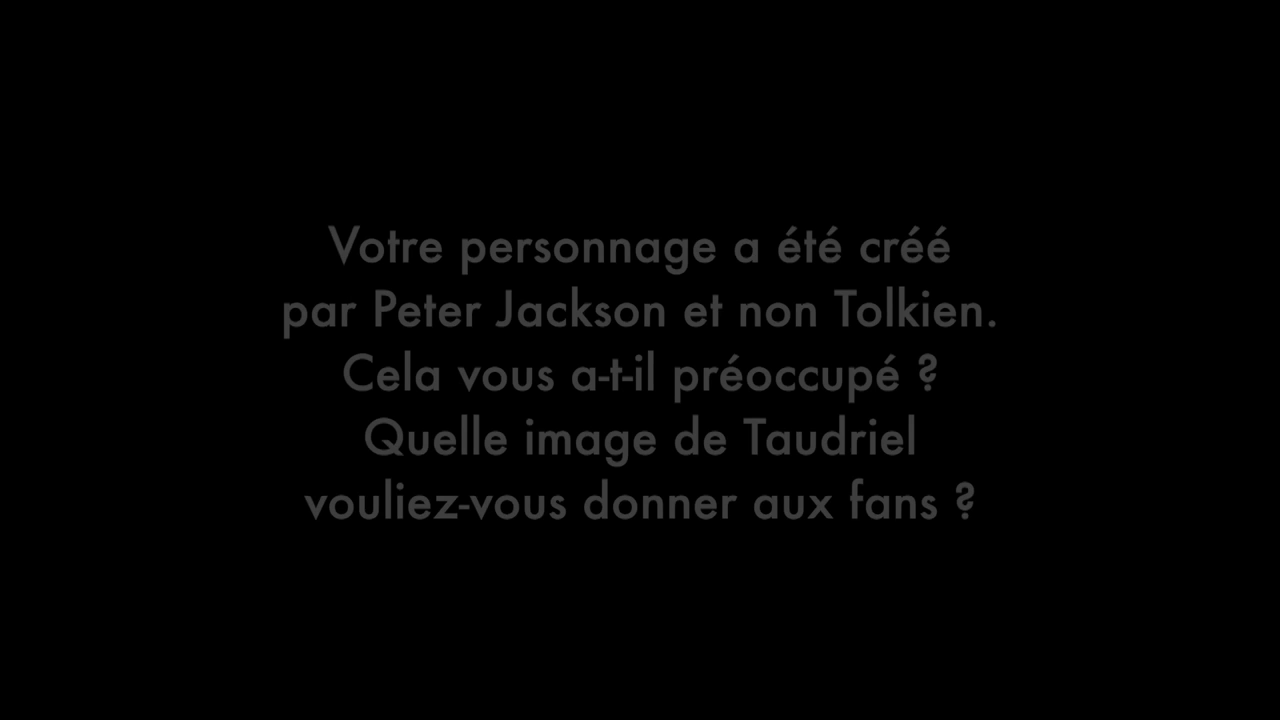 Votre personnage a été créé
par Peter Jackson et non Tolkien.
Cela vous a-t-il préoccupé ?
Quelle image de Taudriel
vouliez-vous donner aux fans ?